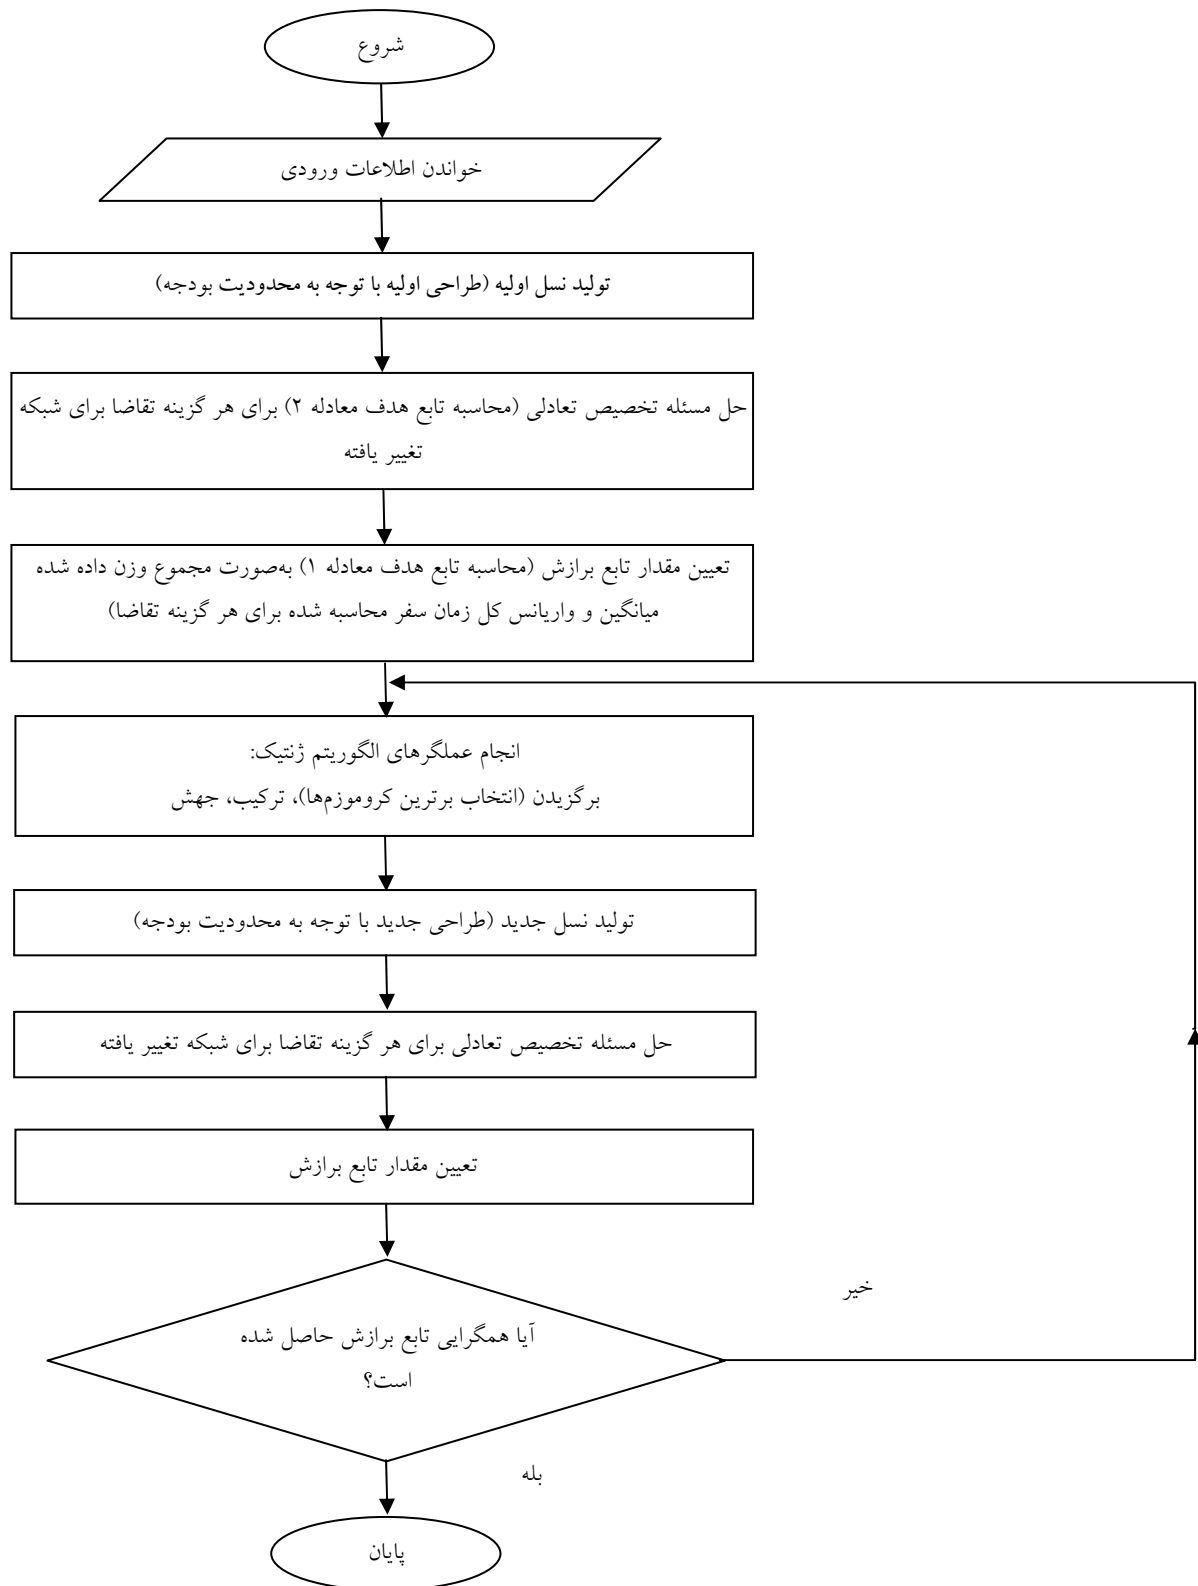 شروع
خواندن اطلاعات ورودی
تولید نسل اولیه (طراحی اولیه با توجه به محدودیت بودجه)
حل مسئله تخصیص تعادلی (محاسبه تابع هدف معادله ۲) برای هر گزینه تقاضا برای شبکه
تغییر یافته
تعیین مقدار تابع برازش (محاسبه تابع هدف معادله ۱) به‌صورت مجموع وزن داده شده
میانگین و واریانس کل زمان سفر محاسبه شده برای هر گزینه تقاضا)
انجام عملگرهای الگوریتم ژنتیک:
برگزیدن (انتخاب برترین کروموزم‌ها)، ترکیب، جهش
تولید نسل جدید (طراحی جدید با توجه به محدودیت بودجه)
حل مسئله تخصیص تعادلی برای هر گزینه تقاضا برای شبکه تغییر یافته
تعیین مقدار تابع برازش
خیر
آیا همگرایی تابع برازش حاصل شده
است؟
بله
پایان